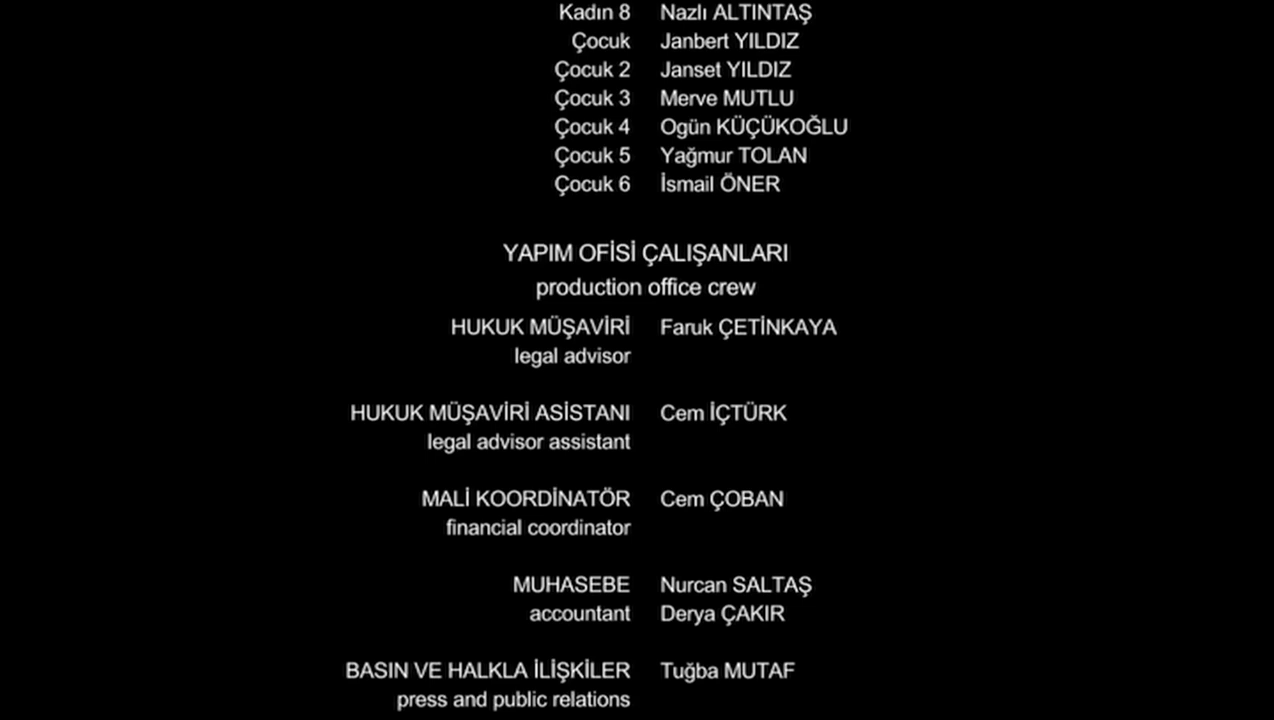 Kadın 8 Nazlı ALTINTAŞ
Çocuk Janbert YILDIZ
Çocuk 2 Janset YILDIZ
Çocuk 3 Merve MUTLU
Çocuk 4 Ogün KÜÇÜKOĞLU
Çocuk 5 Yağmur TOLAN
Çocuk 6 İsmail ÖNER
YAPIM OFİSİ ÇALIŞANLARI
production office crew
HUKUK MÜŞAVİRİ Faruk ÇETİNKAYA
legal advisor
HUKUK MÜŞAVİRİ ASİSTANI Cem İÇTÜRK
legal advisor assistant
MALİ KOORDİNATÖR Cem ÇOBAN
financial coordinator
MUHASEBE Nurcan SALTAŞ
accountant Derya ÇAKIR
BASIN VE HALKLA İLİŞKİLER Tuğba MUTAF
press and public relations